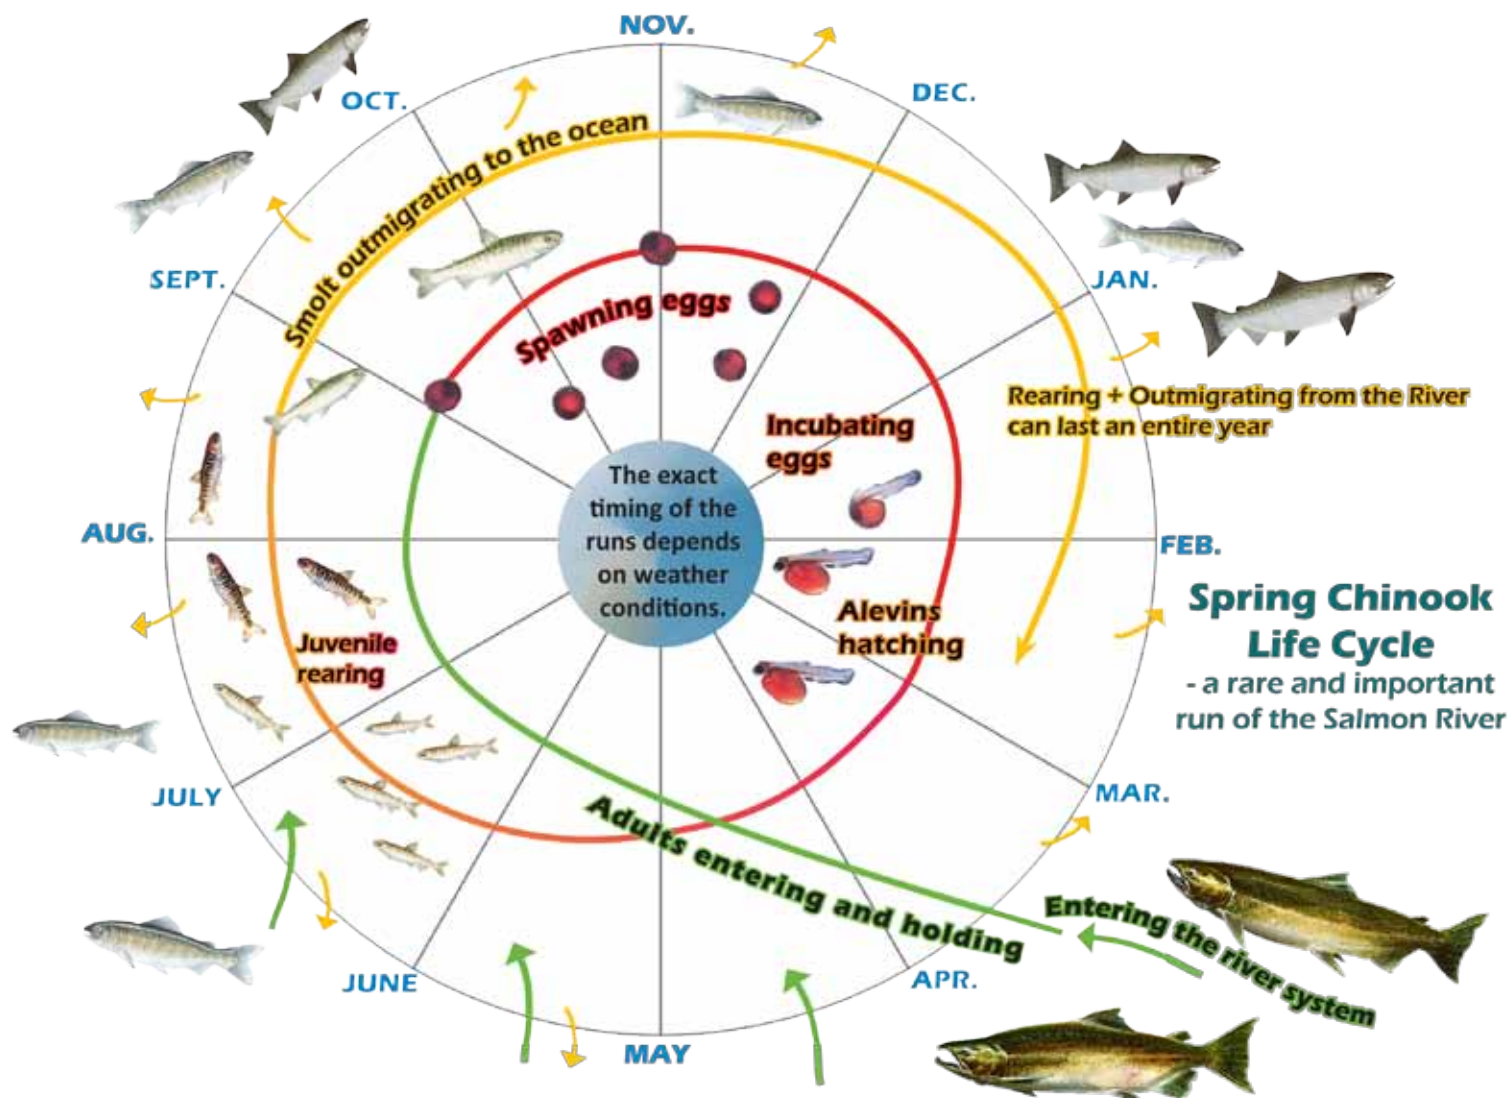 NOV.
DEC.
JAN.
FEB.
MAR.
APR.
MAY
JUNE
JULY
AUG.
SEPT.
OCT.
Smolt outmigrating to the ocean
Spawning eggs
Incubating
eggs
Alevins
hatching
Rearing + Outmigrating from the River
can last an entire year
The exact
timing of the
runs depends
on weather
conditions.
Juvenile
rearing
Adults entering and holding
Entering the river system
Spring Chinook
Life Cycle
- a rare and important
run of the Salmon River